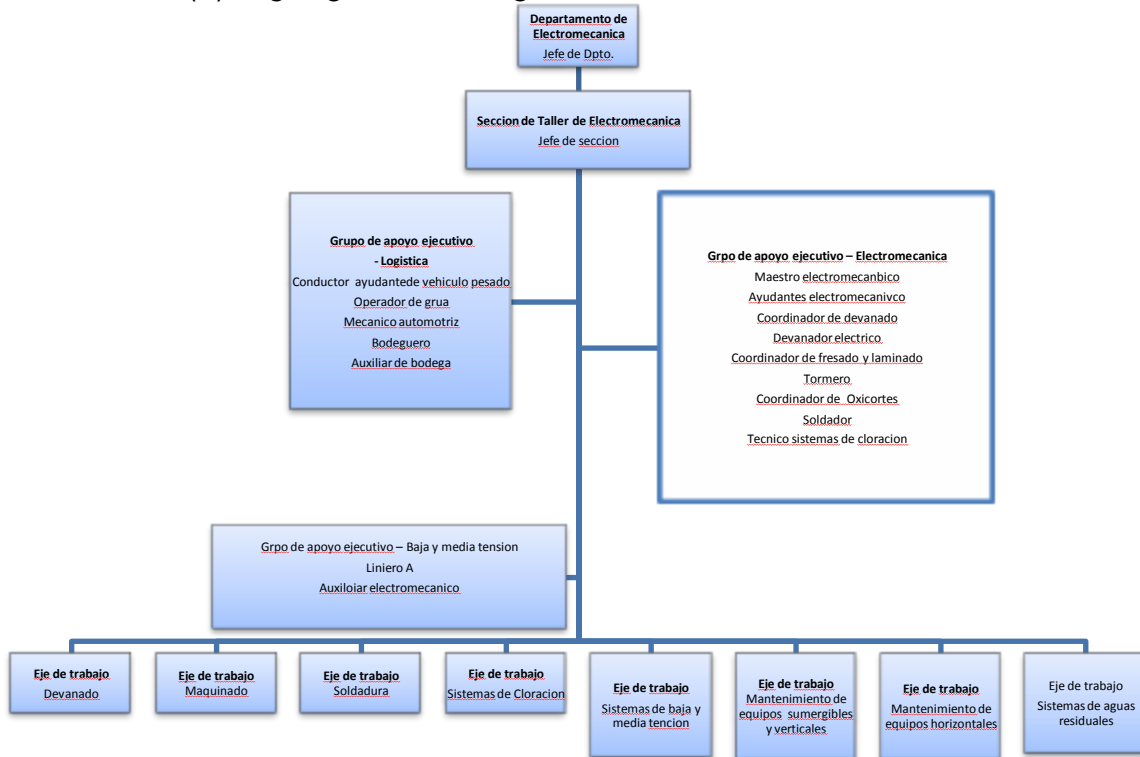 Departamento de
Electromecanica
Jefe de Dpto.
Seccion de Taller de Electromecanica
Jefe de seccion
Grupo de apoyo ejecutivo
- Logistica
Conductor ayudantede vehiculo pesado
Operador de grua
Mecanico automotriz
Bodeguero
Auxiliar de bodega
Grpo de apoyo ejecutivo – Electromecanica
Maestro electromecanbico
Ayudantes electromecanivco
Coordinador de devanado
Devanador electrico
Coordinador de fresado y laminado
Tormero
Coordinador de Oxicortes
Soldador
Tecnico sistemas de cloracion
Grpo de apoyo ejecutivo – Baja y media tension
Liniero A
Auxiloiar electromecanico
Eje de trabajo
Devanado
Eje de trabajo
Maquinado
Eje de trabajo
Soldadura
Eje de trabajo
Sistemas de Cloracion
Eje de trabajo
Sistemas de baja y
media tencion
Eje de trabajo
Mantenimiento de
equipos sumergibles
y verticales
Eje de trabajo
Mantenimiento de
equipos horizontales
Eje de trabajo
Sistemas de aguas
residuales